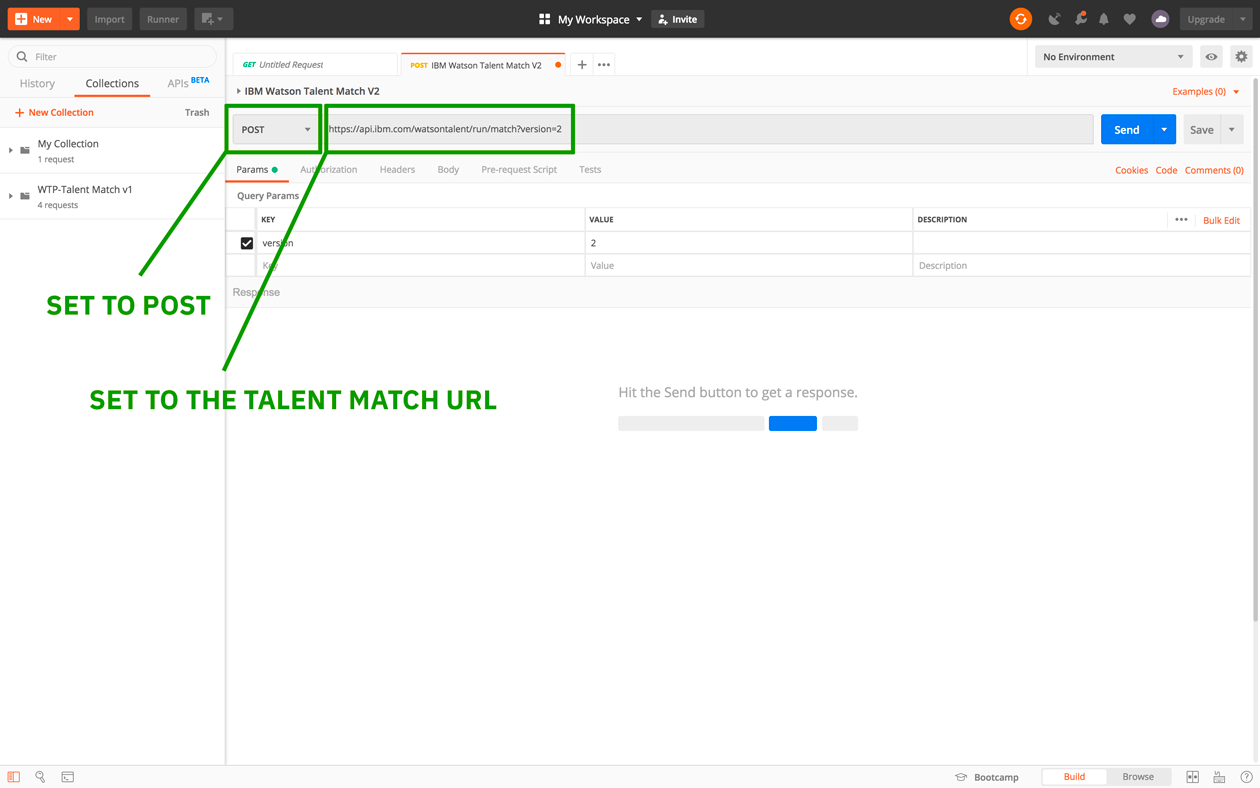 New
Import
Runner
My Workspace
Invite
Upgrade
Filter
History
Collections
APIs BETA
New Collection
Trash
My Collection
1 request
WTP-Talent Match v1
4 requests
GET Untitled Request
POST IBM Watson Talent Match V2
No Environment
IBM Watson Talent Match V2
Examples (0)
POST
https://api.ibm.com/watsontalent/run/match?version=2
Send
Save
Params
Authorization
Headers
Body
Pre-request Script
Tests
Cookies
Code
Comments (0)
Query Params
KEY
VALUE
DESCRIPTION
Bulk Edit
version
2
Key
Value
Description
Response
SET TO POST
SET TO THE TALENT MATCH URL
Hit the Send button to get a response.
Bootcamp
Build
Browse